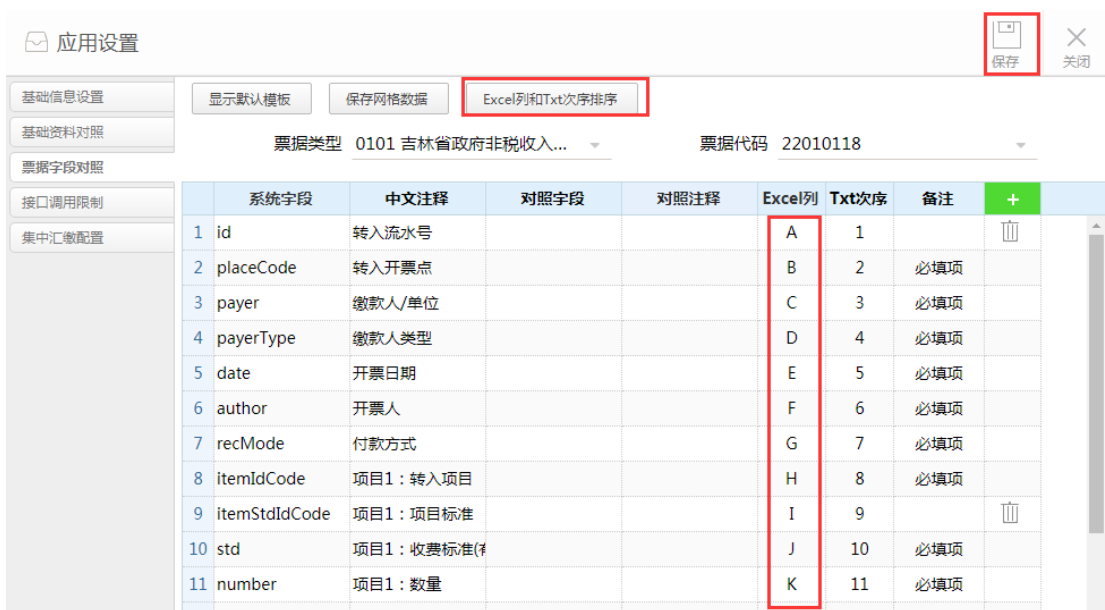 应用设置
保存
关闭
基础信息设置
基础资料对照
票据字段对照
接口调用限制
集中汇缴配置
显示默认模板 保存网格数据 Excel列和Txt次序排序
票据类型 0101 吉林省政府非税收入... 票据代码 22010118
系统字段 中文注释 对照字段 对照注释 Excel列 Txt次序 备注 +
1 id 转入流水号 A 1
2 placeCode 转入开票点 B 2 必填项
3 payer 缴款人/单位 C 3 必填项
4 payerType 缴款人类型 D 4 必填项
5 date 开票日期 E 5 必填项
6 author 开票人 F 6 必填项
7 recMode 付款方式 G 7 必填项
8 itemIdCode 项目1：转入项目 H 8 必填项
9 itemStdIdCode 项目1：项目标准 I 9
10 std 项目1：收费标准(有 J 10 必填项
11 number 项目1：数量 K 11 必填项